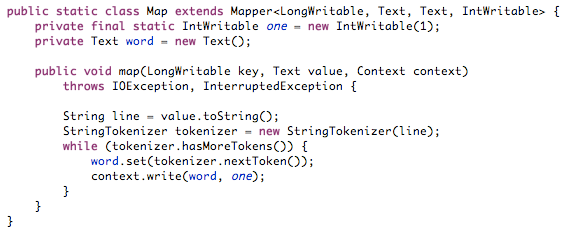 public static class Map extends Mapper<LongWritable, Text, Text, IntWritable> {
    private final static IntWritable one = new IntWritable(1);
    private Text word = new Text();

    public void map(LongWritable key, Text value, Context context)
        throws IOException, InterruptedException {

        String line = value.toString();
        StringTokenizer tokenizer = new StringTokenizer(line);
        while (tokenizer.hasMoreTokens()) {
            word.set(tokenizer.nextToken());
            context.write(word, one);
        }
    }
}